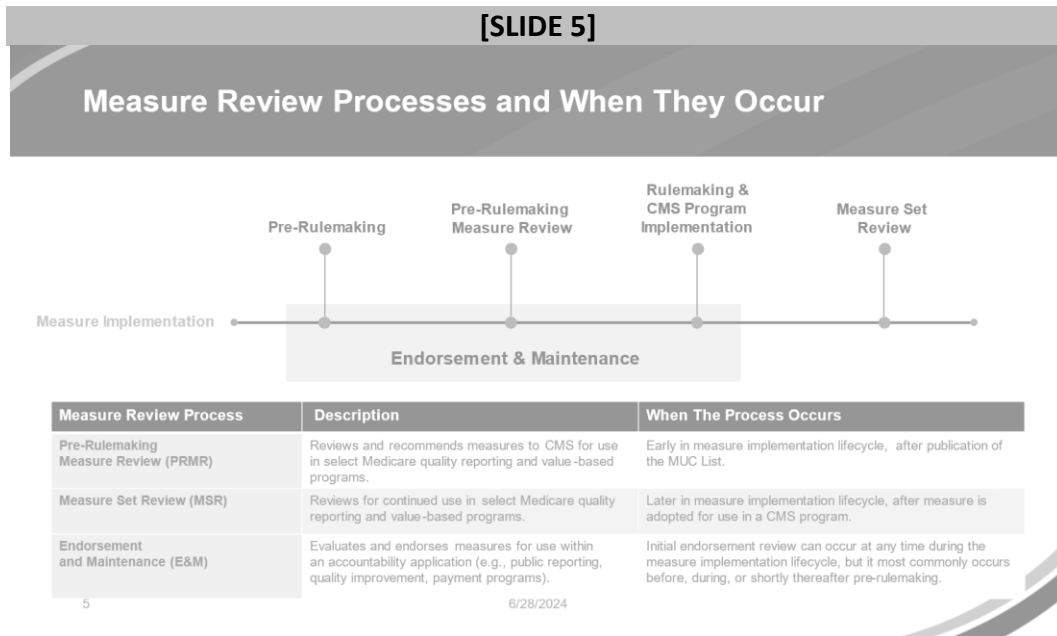 [SLIDE 5]
Measure Review Processes and When They Occur
Pre-Rulemaking
Pre-Rulemaking
Measure Review
Rulemaking &
CMS Program
Implementation
Measure Set
Review
Measure Implementation
Endorsement & Maintenance
Measure Review Process
Description
When The Process Occurs
Pre-Rulemaking
Measure Review (PRMR)
Reviews and recommends measures to CMS for use
in select Medicare quality reporting and value-based
programs.
Early in measure implementation lifecycle, after publication of
the MUC List.
Measure Set Review (MSR)
Reviews for continued use in select Medicare quality
reporting and value-based programs.
Later in measure implementation lifecycle, after measure is
adopted for use in a CMS program.
Endorsement
and Maintenance (E&M)
Evaluates and endorses measures for use within
an accountability application (e.g., public reporting,
quality improvement, payment programs).
Initial endorsement review can occur at any time during the
measure implementation lifecycle, but it most commonly occurs
before, during, or shortly thereafter pre-rulemaking.
5
6/28/2024